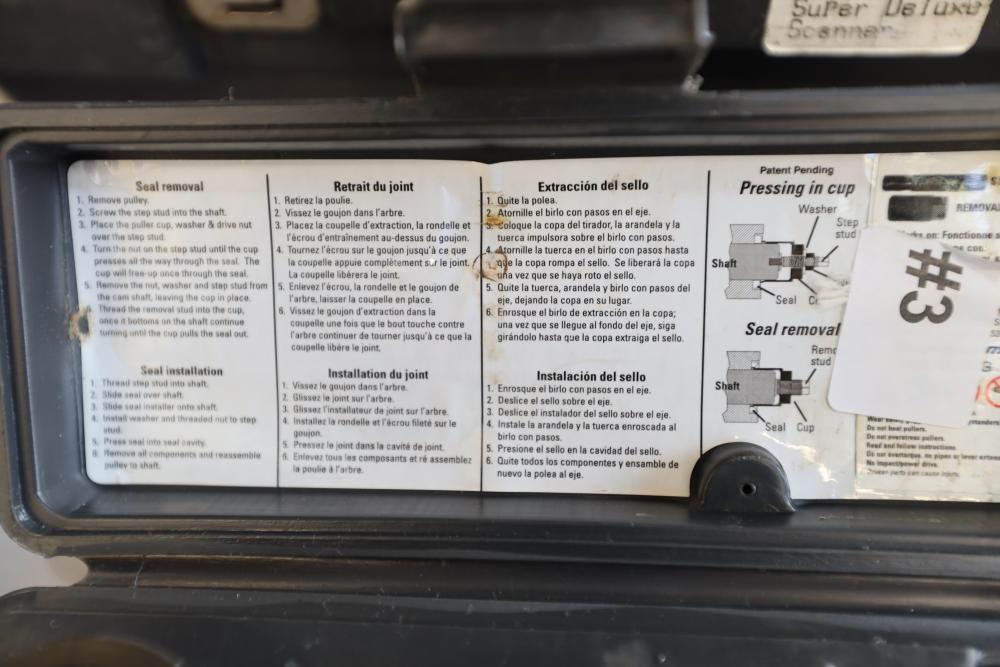 Super Deluxe
Scanner
Seal removal
1. Remove pulley.
2. Screw the step stud into the shaft.
3. Place the puller cup, washer & drive nut
over the step stud.
4. Turn the nut on the step stud until the cup
presses all the way through the seal. The
cup will free-up once through the seal.
5. Remove the nut, washer and step stud from
the cam shaft, leaving the cup in place.
6. Thread the removal stud into the cup,
once it bottoms on the shaft continue
turning until the cup pulls the seal out.
Seal installation
1. Thread step stud into shaft.
2. Slide seal over shaft.
3. Slide seal installer onto shaft.
4. Install washer and threaded nut to step
stud.
5. Press seal into seal cavity.
6. Remove all components and reassemble
pulley to shaft.
Retrait du joint
1. Retirez la poulie.
2. Vissez le goujon dans l'arbre.
3. Placez la coupelle d'extraction, la rondelle et
l'écrou d'entraînement au-dessus du goujon.
4. Tournez l'écrou sur le goujon jusqu'à ce que
la coupelle appuie complètement sur le joint.
La coupelle libérera le joint.
5. Enlevez l'écrou, la rondelle et le goujon de
l'arbre, laisser la coupelle en place.
6. Vissez le goujon d'extraction dans la
coupelle une fois que le bout touche contre
l'arbre continuer de tourner jusqu'à ce que la
coupelle libére le joint.
Installation du joint
1. Vissez le goujon dans l'arbre.
2. Glissez le joint sur l'arbre.
3. Glissez l'installateur de joint sur l'arbre.
4. Installez la rondelle et l'écrou fileté sur le
goujon.
5. Pressez le joint dans la cavité de joint.
6. Enlevez tous les composants et ré assemblez
la poulie à l'arbre.
Extracción del sello
1. Quite la polea.
2. Atornille el birlo con pasos en el eje.
3. Coloque la copa del tirador, la arandela y la
tuerca impulsora sobre el birlo con pasos.
4. Atornille la tuerca en el birlo con pasos hasta
que la copa rompa el sello. Se liberará la copa
una vez que se haya roto el sello.
5. Quite la tuerca, arandela y birlo con pasos del
eje, dejando la copa en su lugar.
6. Enrosque el birlo de extracción en la copa;
una vez que se llegue al fondo del eje, siga
girándolo hasta que la copa extraiga el sello.
Instalación del sello
1. Enrosque el birlo con pasos en el eje.
2. Deslice el sello sobre el eje.
3. Deslice el instalador del sello sobre el eje.
4. Instale la arandela y la tuerca enroscada al
birlo con pasos.
5. Presione el sello en la cavidad del sello.
6. Quite todos los componentes y ensamble de
nuevo la polea al eje.
Patent Pending
Pressing in cup
Washer
Step
stud
Shaft
Seal
Seal removal
stud
Shaft
Seal Cup
REMOVAL
on: Fonctionne
#3
Do not beat pullers.
Do not overstress pullers.
Read and follow instructions.
Do not overtorque, no pipes or lever
No impact/power drive.
Broken parts can cause injury.